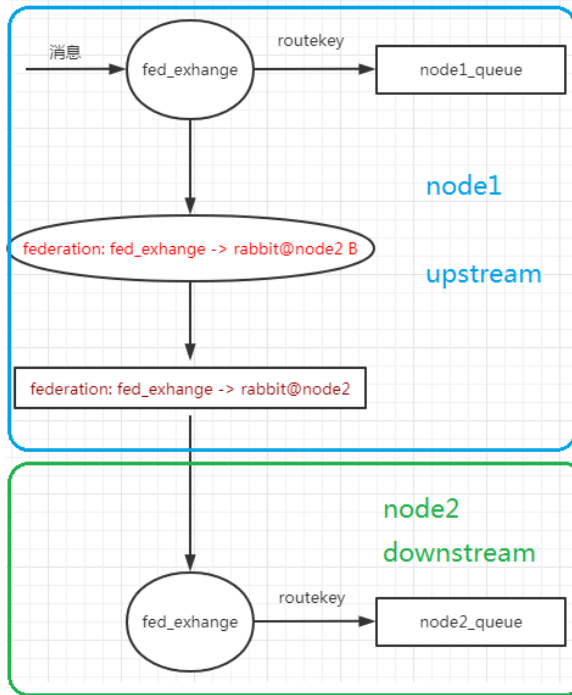 消息
fed_exhange
routekey
node1_queue
node1
federation: fed_exhange -> rabbit@node2 B
upstream
federation: fed_exhange -> rabbit@node2
node2
downstream
fed_exhange
routekey
node2_queue